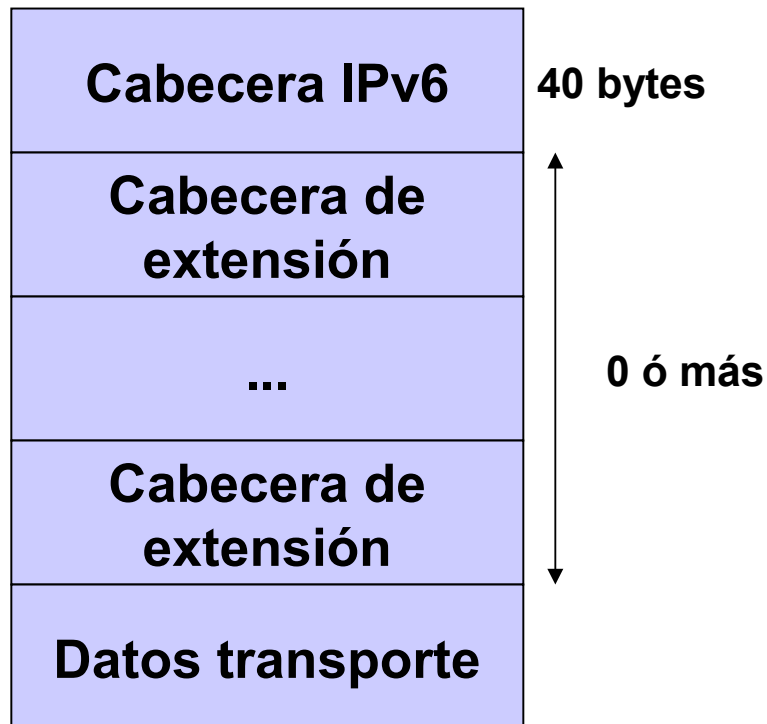 Cabecera IPv6
40 bytes
Cabecera de
extensión
...
0 ó más
Cabecera de
extensión
Datos transporte